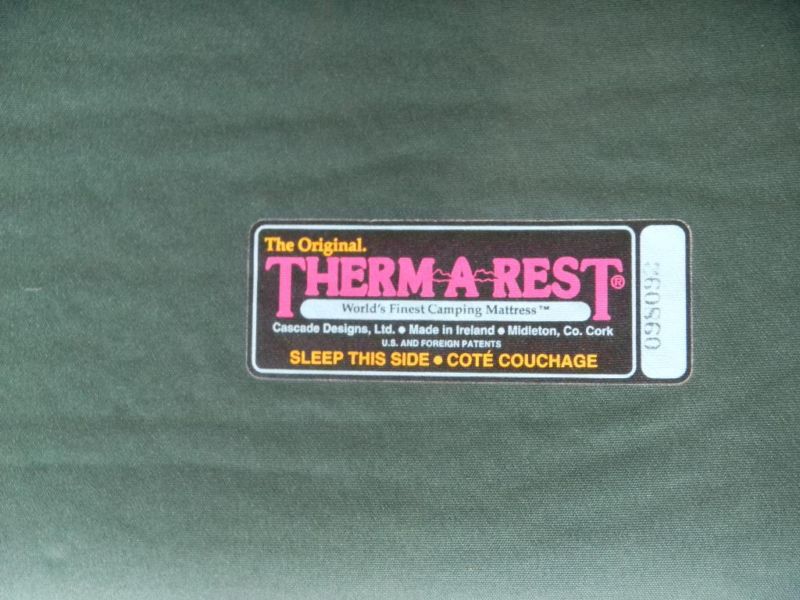 The Original.
THERM-A-REST®
World's Finest Camping Mattress™
Cascade Designs, Ltd. • Made in Ireland • Midleton, Co. Cork
U.S. AND FOREIGN PATENTS
SLEEP THIS SIDE • COTÉ COUCHAGE